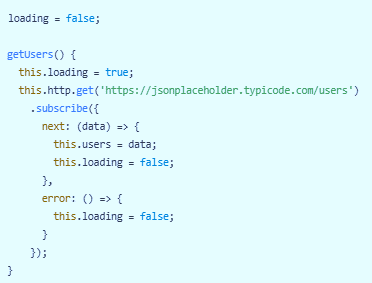 loading = false;

getUsers() {
  this.loading = true;
  this.http.get('https://jsonplaceholder.typicode.com/users')
    .subscribe({
      next: (data) => {
        this.users = data;
        this.loading = false;
      },
      error: () => {
        this.loading = false;
      }
    });
}